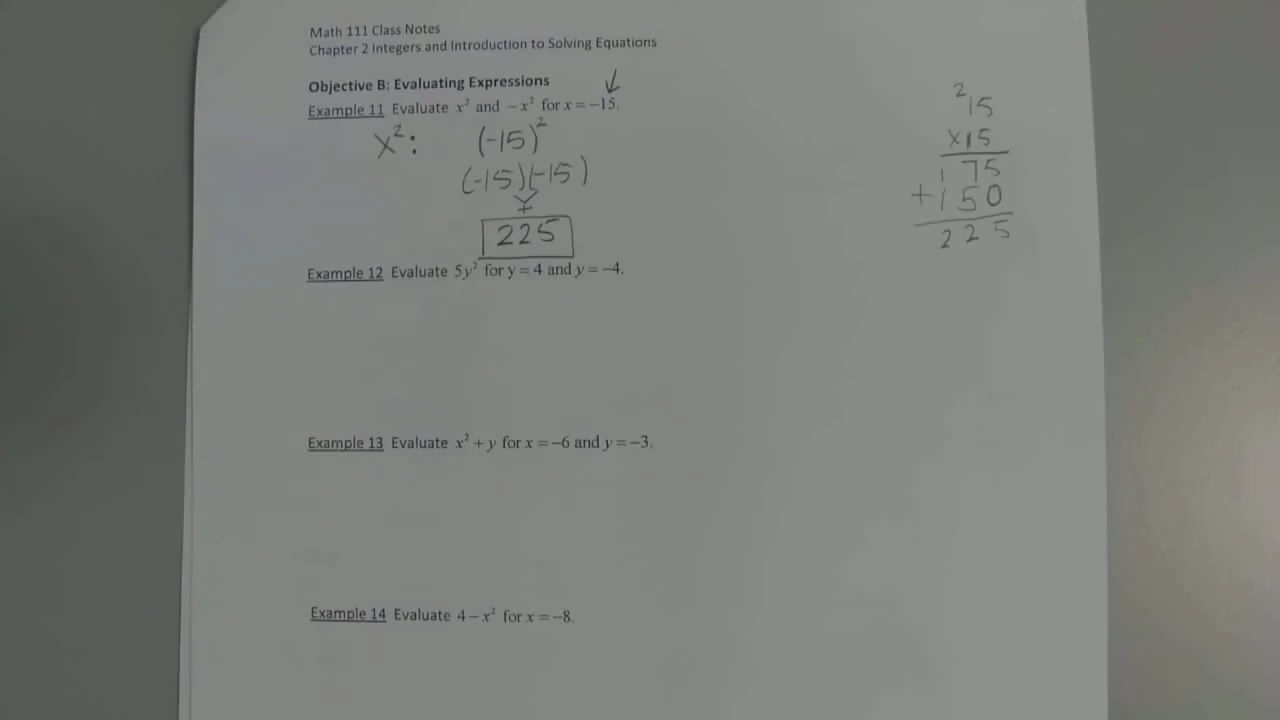 Math 111 Class Notes
Chapter 2 Integers and Introduction to Solving Equations
Objective B: Evaluating Expressions
Example 11 Evaluate x² and −x² for x = −15.
x²: (-15)²
(-15)(-15)
+
225
²15
×15
175
+150
225
Example 12 Evaluate 5y² for y = 4 and y = −4.
Example 13 Evaluate x² + y for x = −6 and y = −3.
Example 14 Evaluate 4 − x² for x = −8.